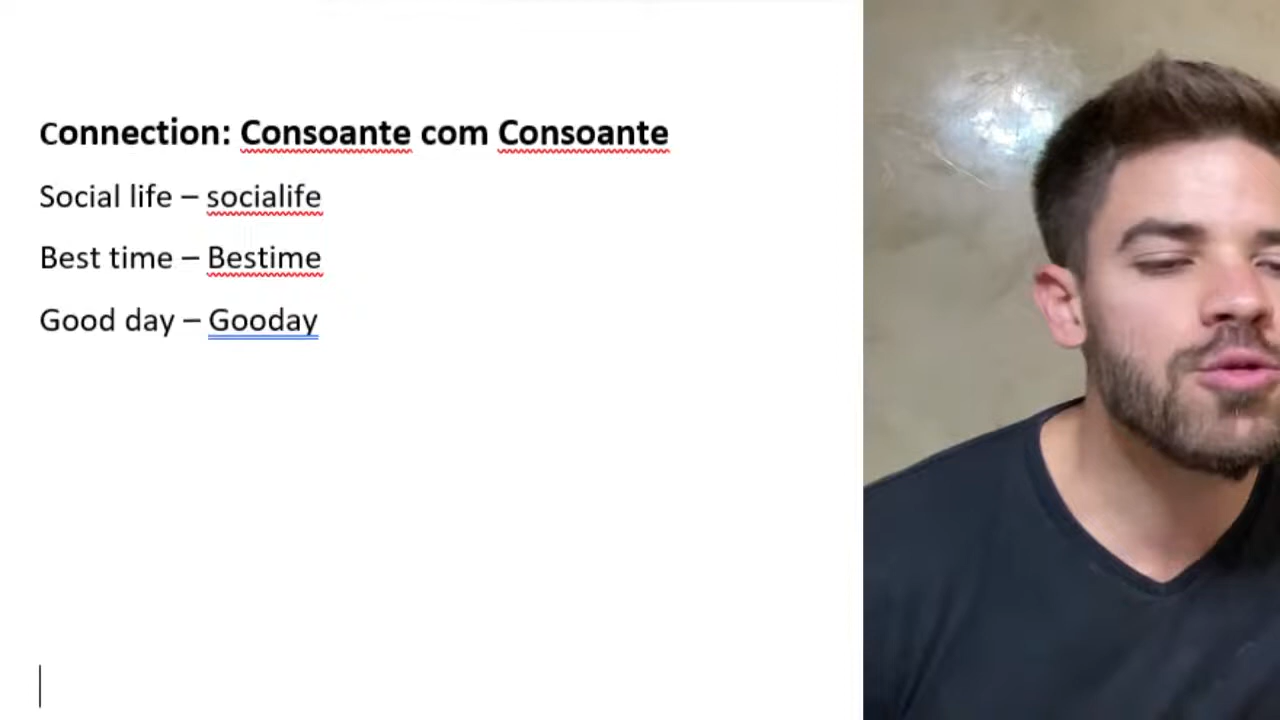 Connection: Consoante com Consoante
Social life – socialife
Best time – Bestime
Good day – Gooday